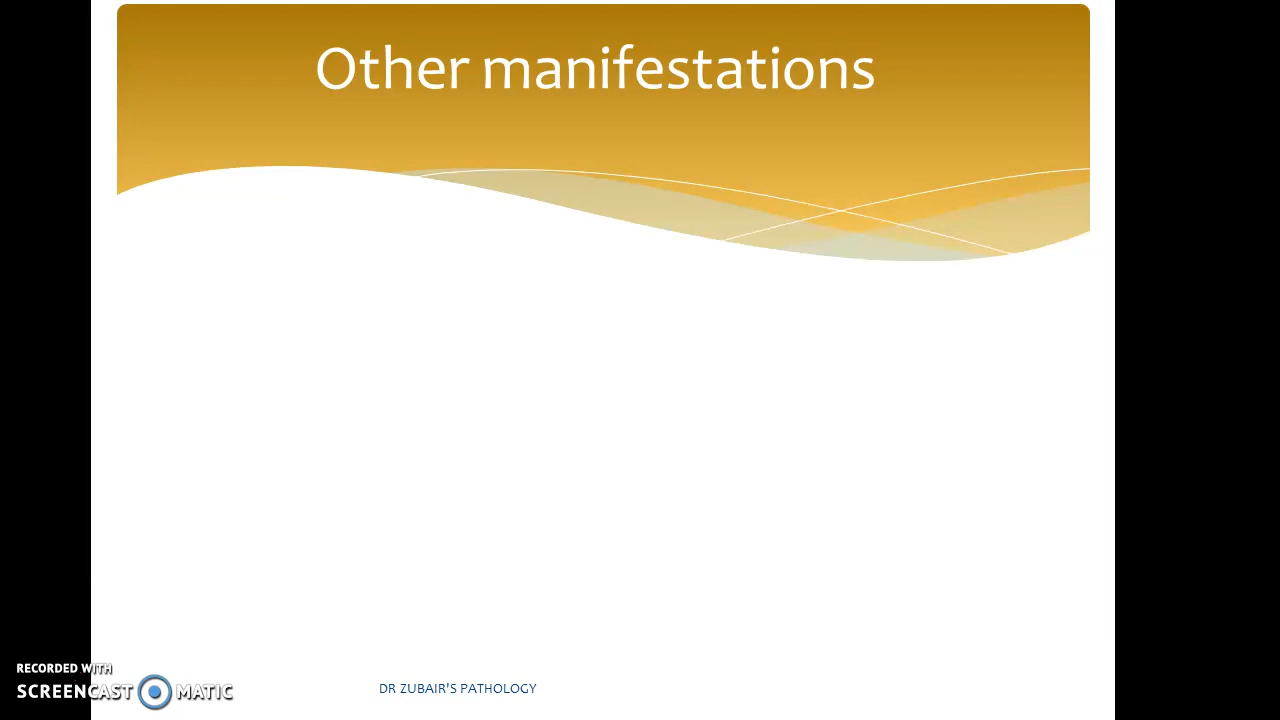 Other manifestations
RECORDED WITH
SCREENCAST MATIC
DR ZUBAIR'S PATHOLOGY